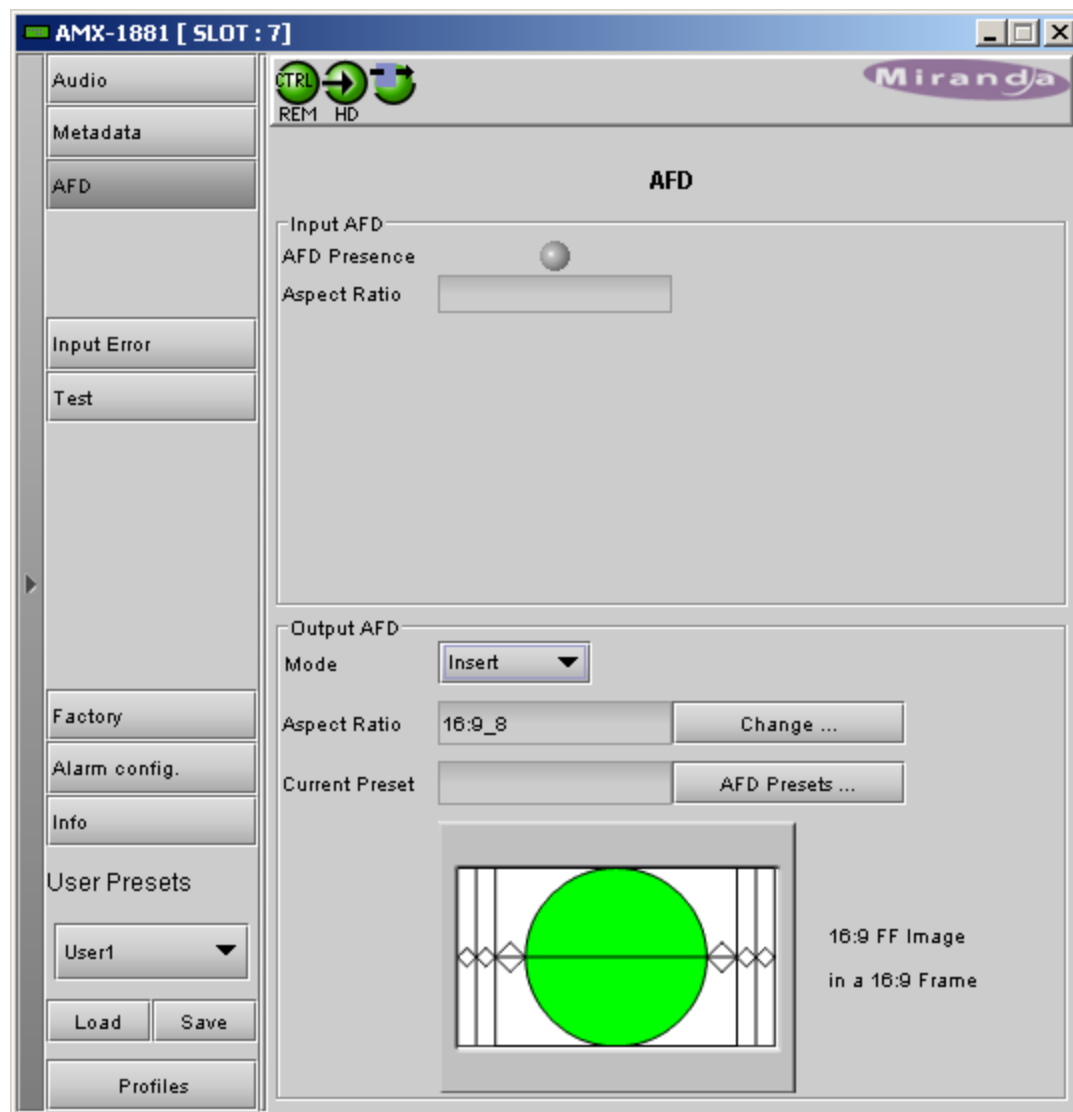 AMX-1881 [ SLOT : 7]
Audio
Metadata
AFD
Input Error
Test
Factory
Alarm config.
Info
User Presets
User1
Load Save
Profiles
CTRL
REM HD
Miranda
AFD
Input AFD
AFD Presence
Aspect Ratio
Output AFD
Mode Insert
Aspect Ratio 16:9_8 Change ...
Current Preset AFD Presets ...
16:9 FF Image
in a 16:9 Frame